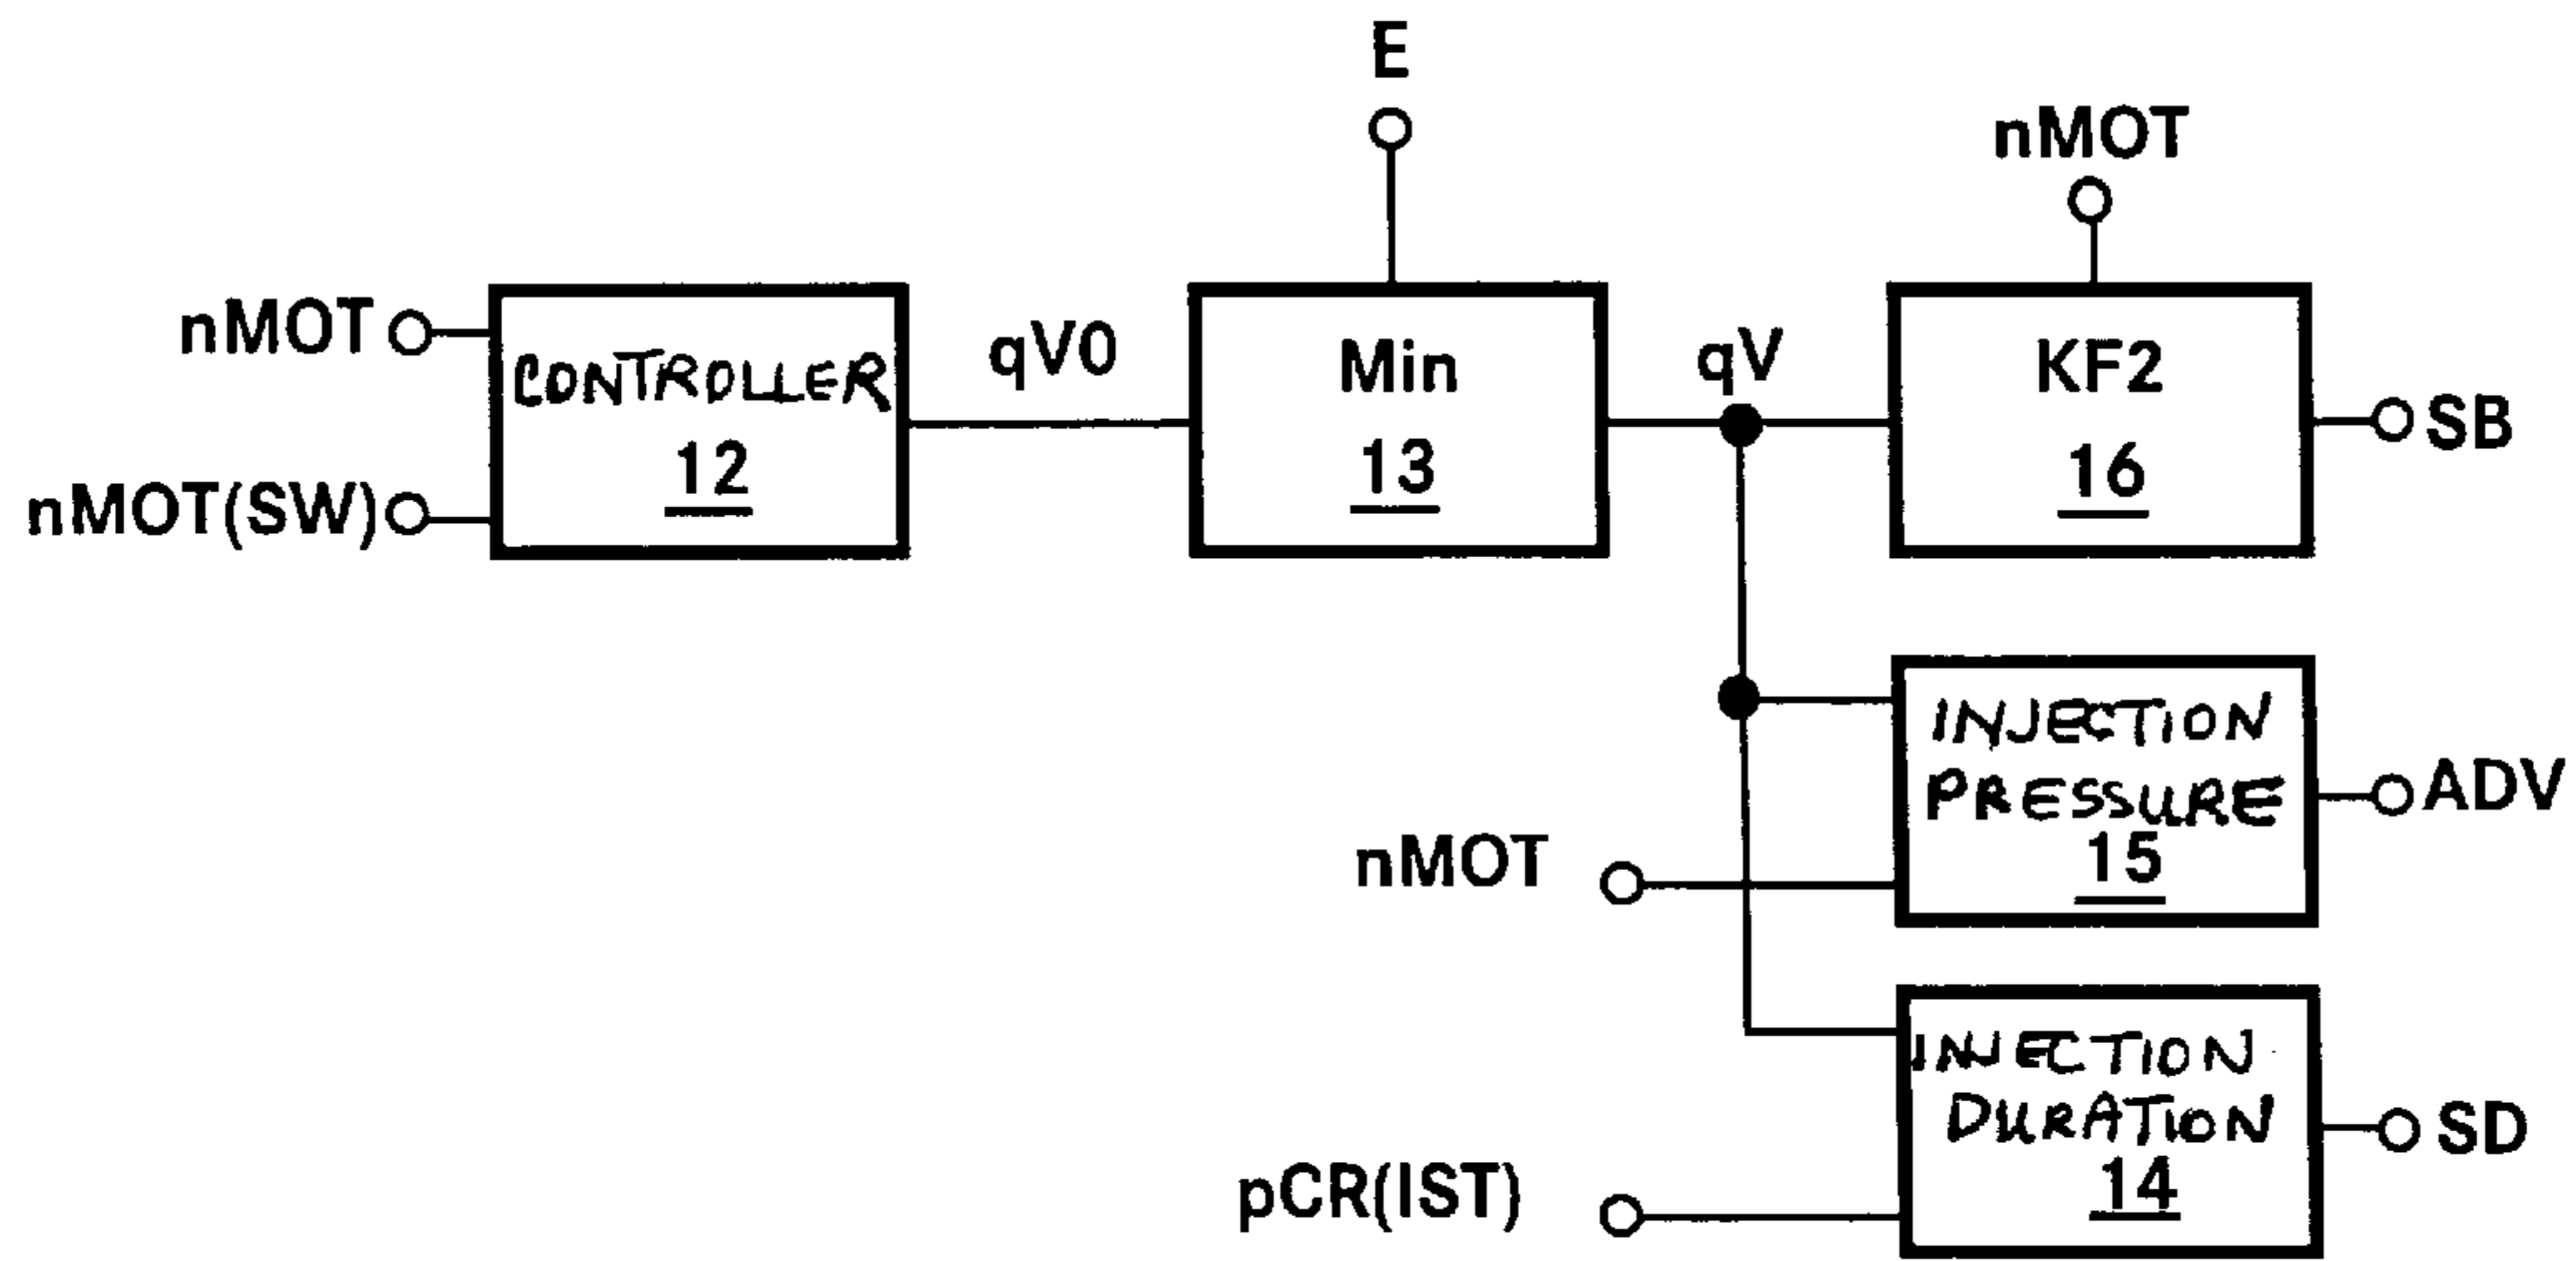 E
nMOT
nMOT
nMOT(SW)
CONTROLLER
12
qV0
Min
13
qV
KF2
16
SB
INJECTION
PRESSURE
15
nMOT
ADV
INJECTION
DURATION
14
pCR(IST)
SD